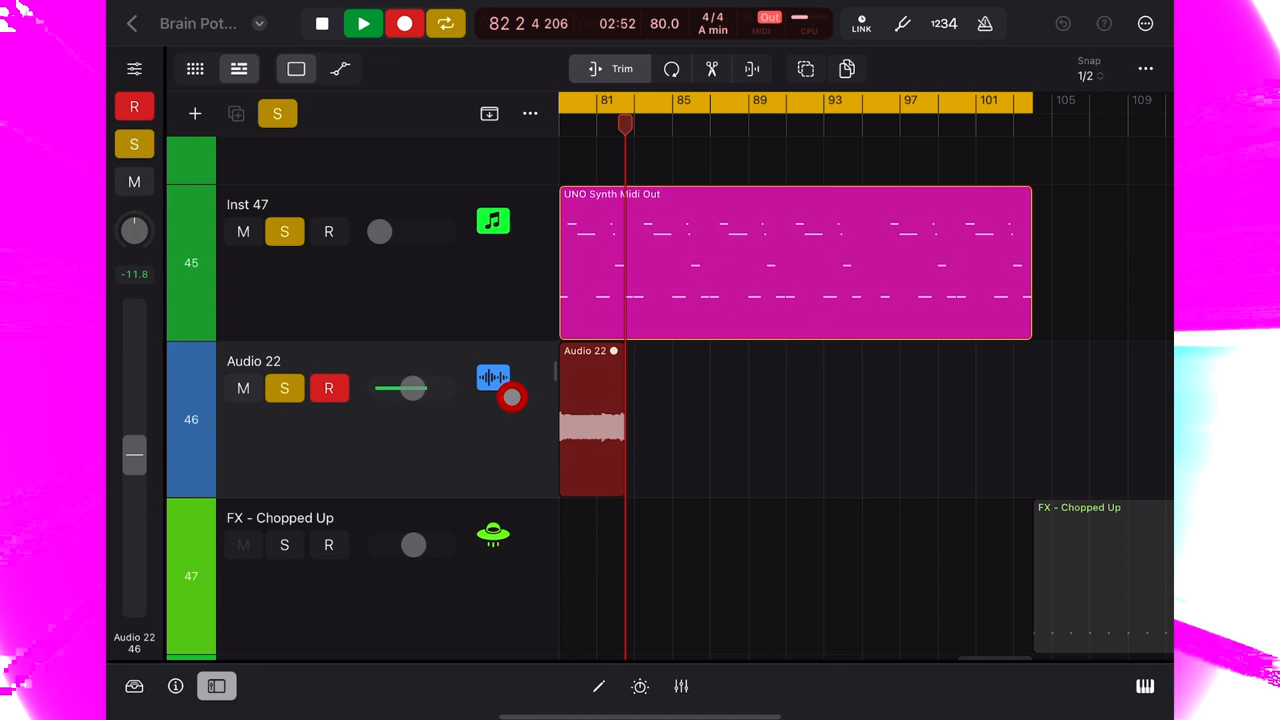 Brain Pot...
82 2 4 206
02:52
80.0
4/4
A min
Out
MIDI
CPU
LINK
1234
Trim
Snap
1/2
R
S
M
-11.8
Audio 22
46
S
81
85
89
93
97
101
105
109
45
Inst 47
M
S
R
UNO Synth Midi Out
46
Audio 22
M
S
R
Audio 22
47
FX - Chopped Up
M
S
R
FX - Chopped Up